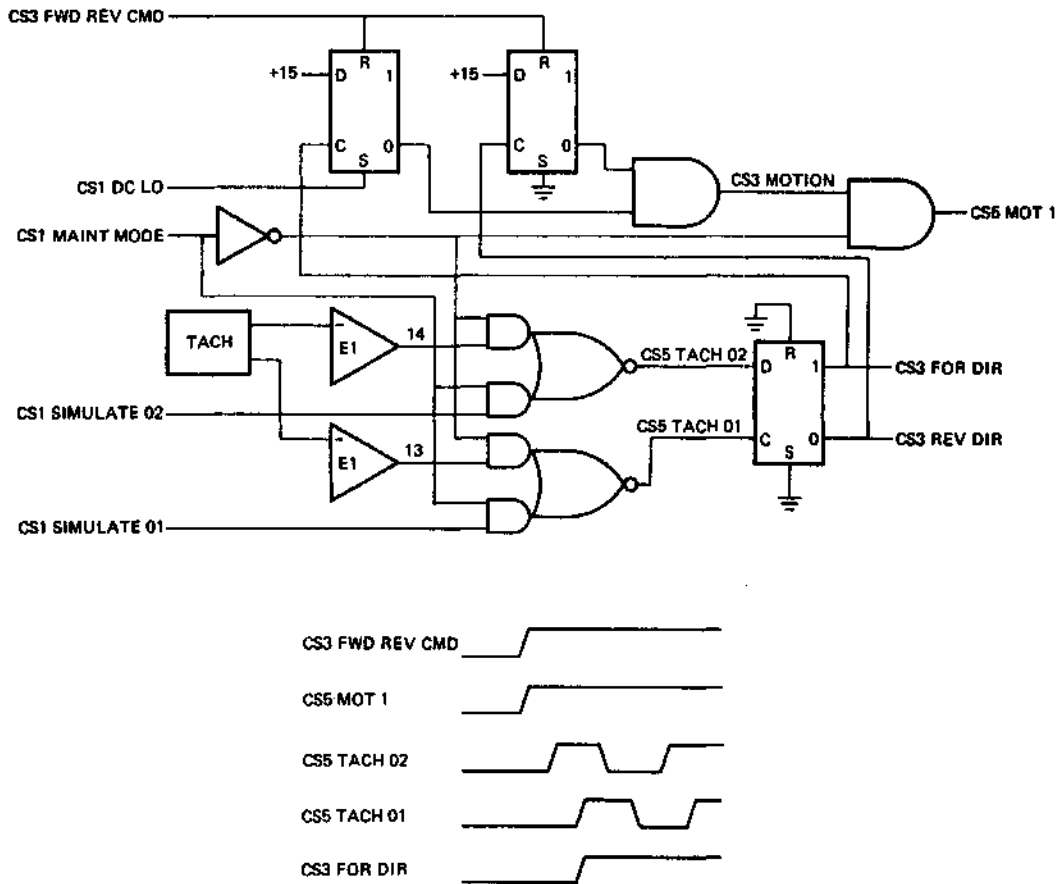 CS3 FWD REV CMD
R
R
+15
D
1
+15
D
1
C
0
C
0
S
S
CS1 DC LO
CS3 MOTION
CS5 MOT 1
CS1 MAINT MODE
TACH
−
E1
14
R
CS5 TACH 02
D
1
CS3 FOR DIR
CS1 SIMULATE 02
CS5 TACH 01
−
E1
13
C
0
CS3 REV DIR
S
CS1 SIMULATE 01
CS3 FWD REV CMD
CS5 MOT 1
CS5 TACH 02
CS5 TACH 01
CS3 FOR DIR